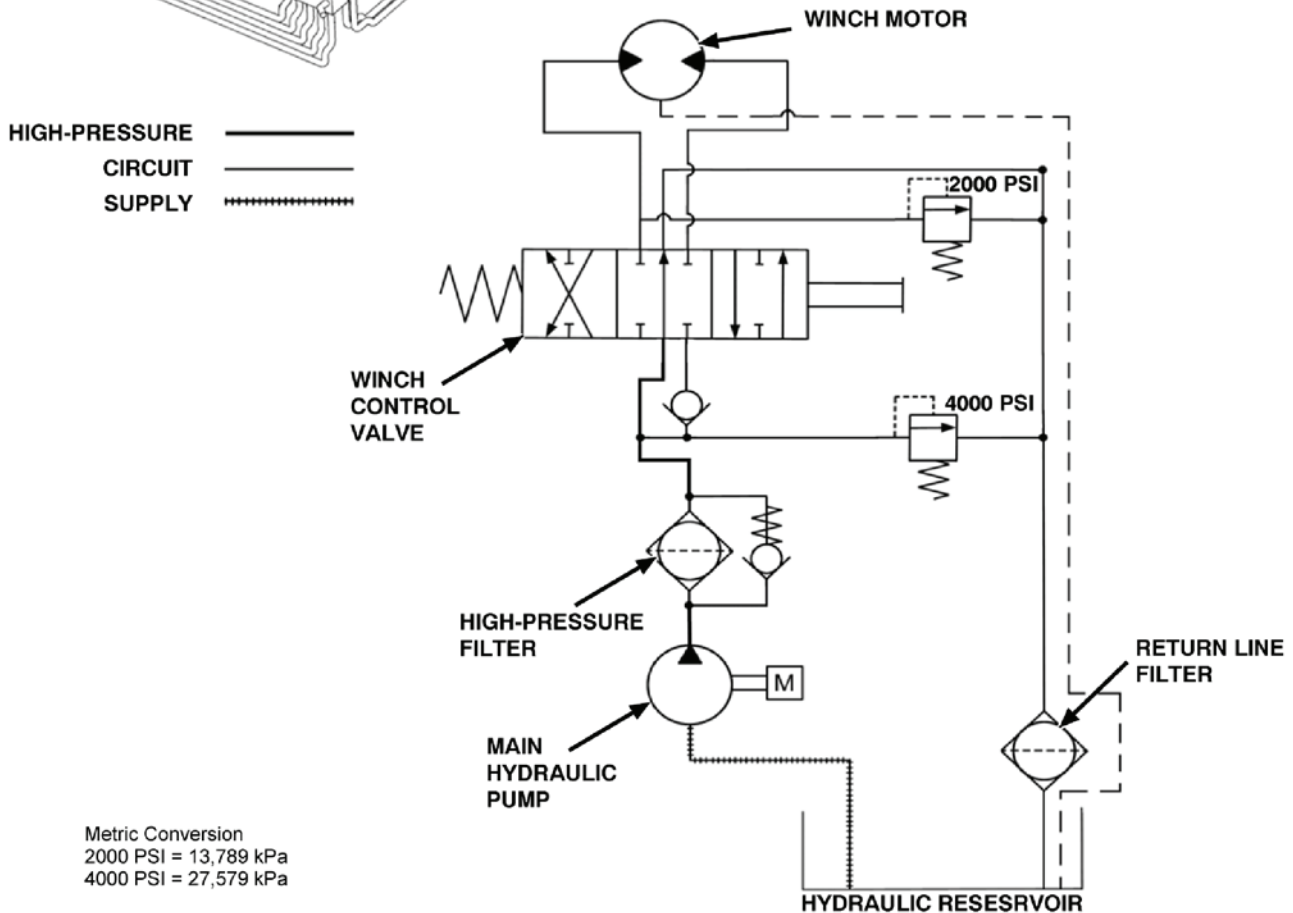 WINCH MOTOR
HIGH-PRESSURE
CIRCUIT
SUPPLY
2000 PSI
WINCH
CONTROL
VALVE
4000 PSI
HIGH-PRESSURE
FILTER
M
RETURN LINE
FILTER
MAIN
HYDRAULIC
PUMP
Metric Conversion
2000 PSI = 13,789 kPa
4000 PSI = 27,579 kPa
HYDRAULIC RESESRVOIR